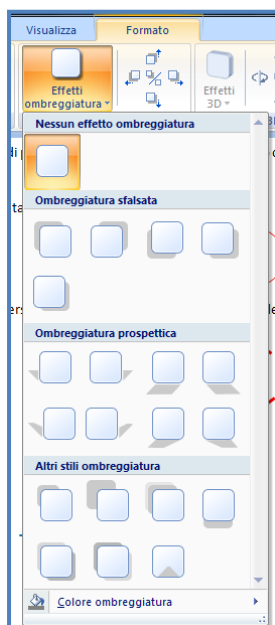 Visualizza Formato
Effetti
ombreggiatura
Effetti
3D
Nessun effetto ombreggiatura
Ombreggiatura sfalsata
Ombreggiatura prospettica
Altri stili ombreggiatura
Colore ombreggiatura